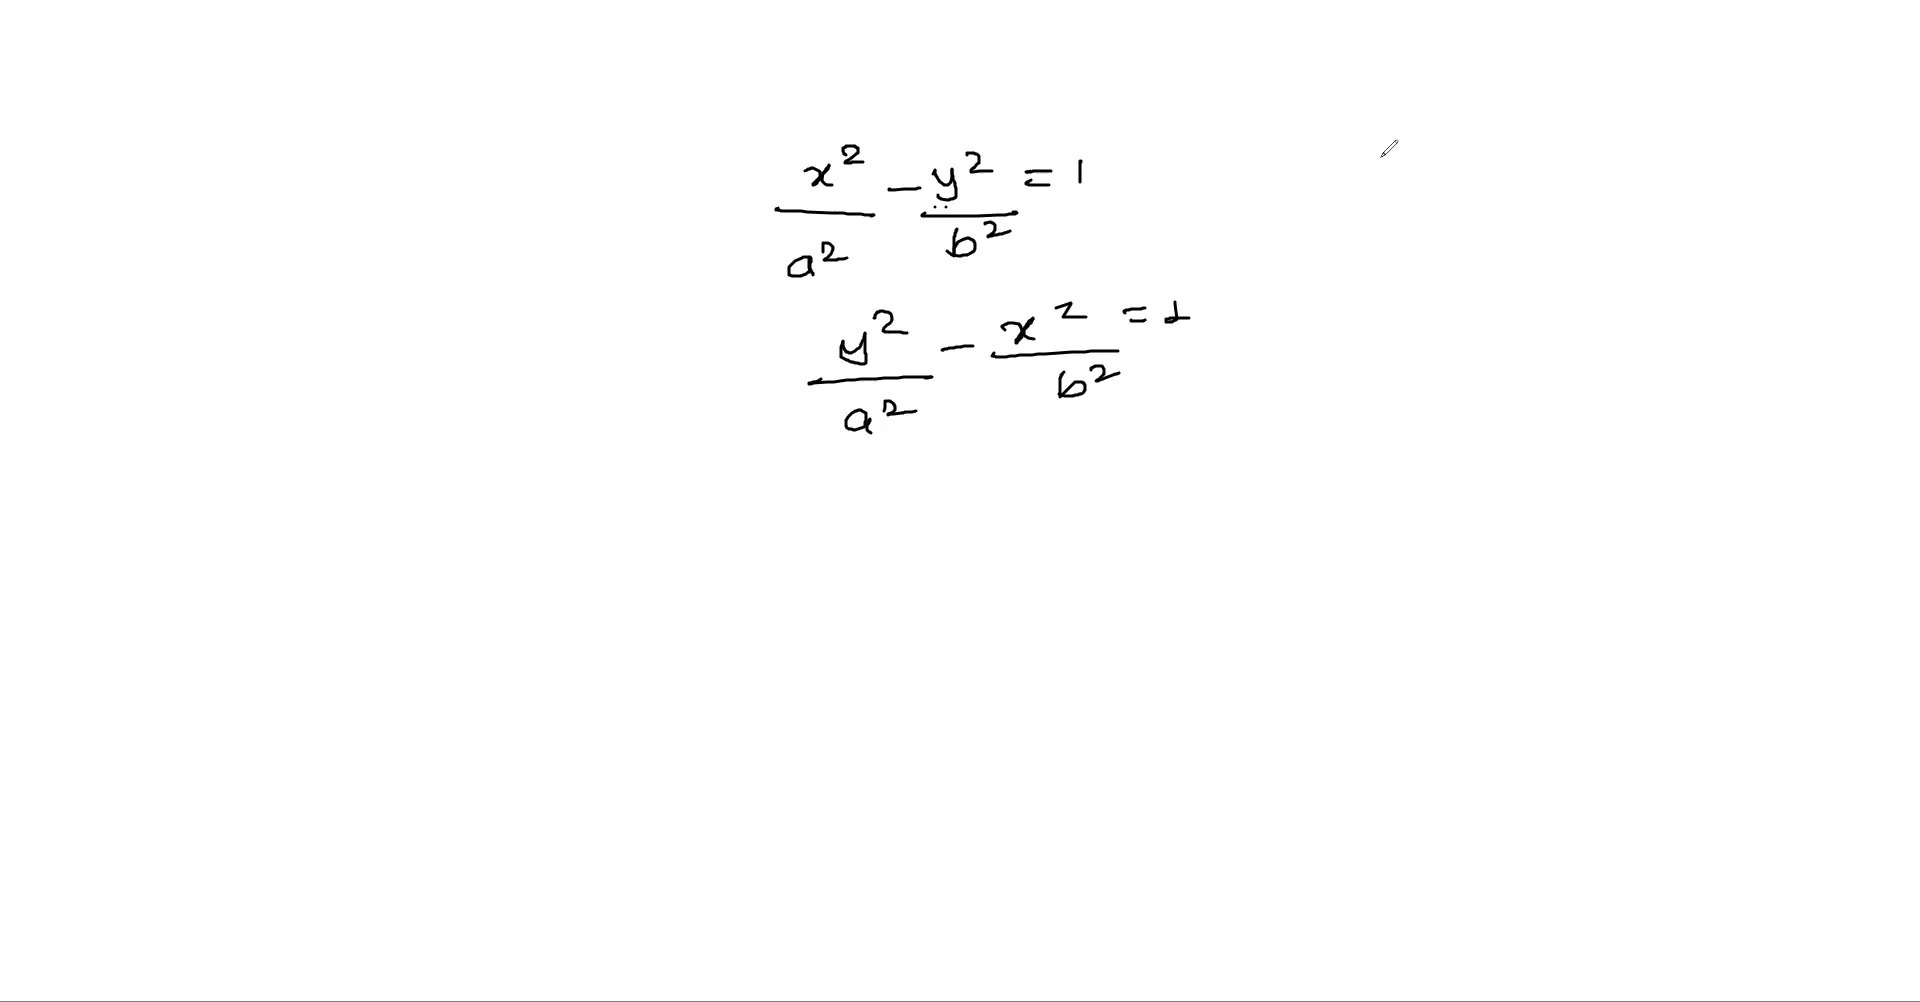 x²/a² - y²/b² = 1
y²/a² - x²/b² = 1